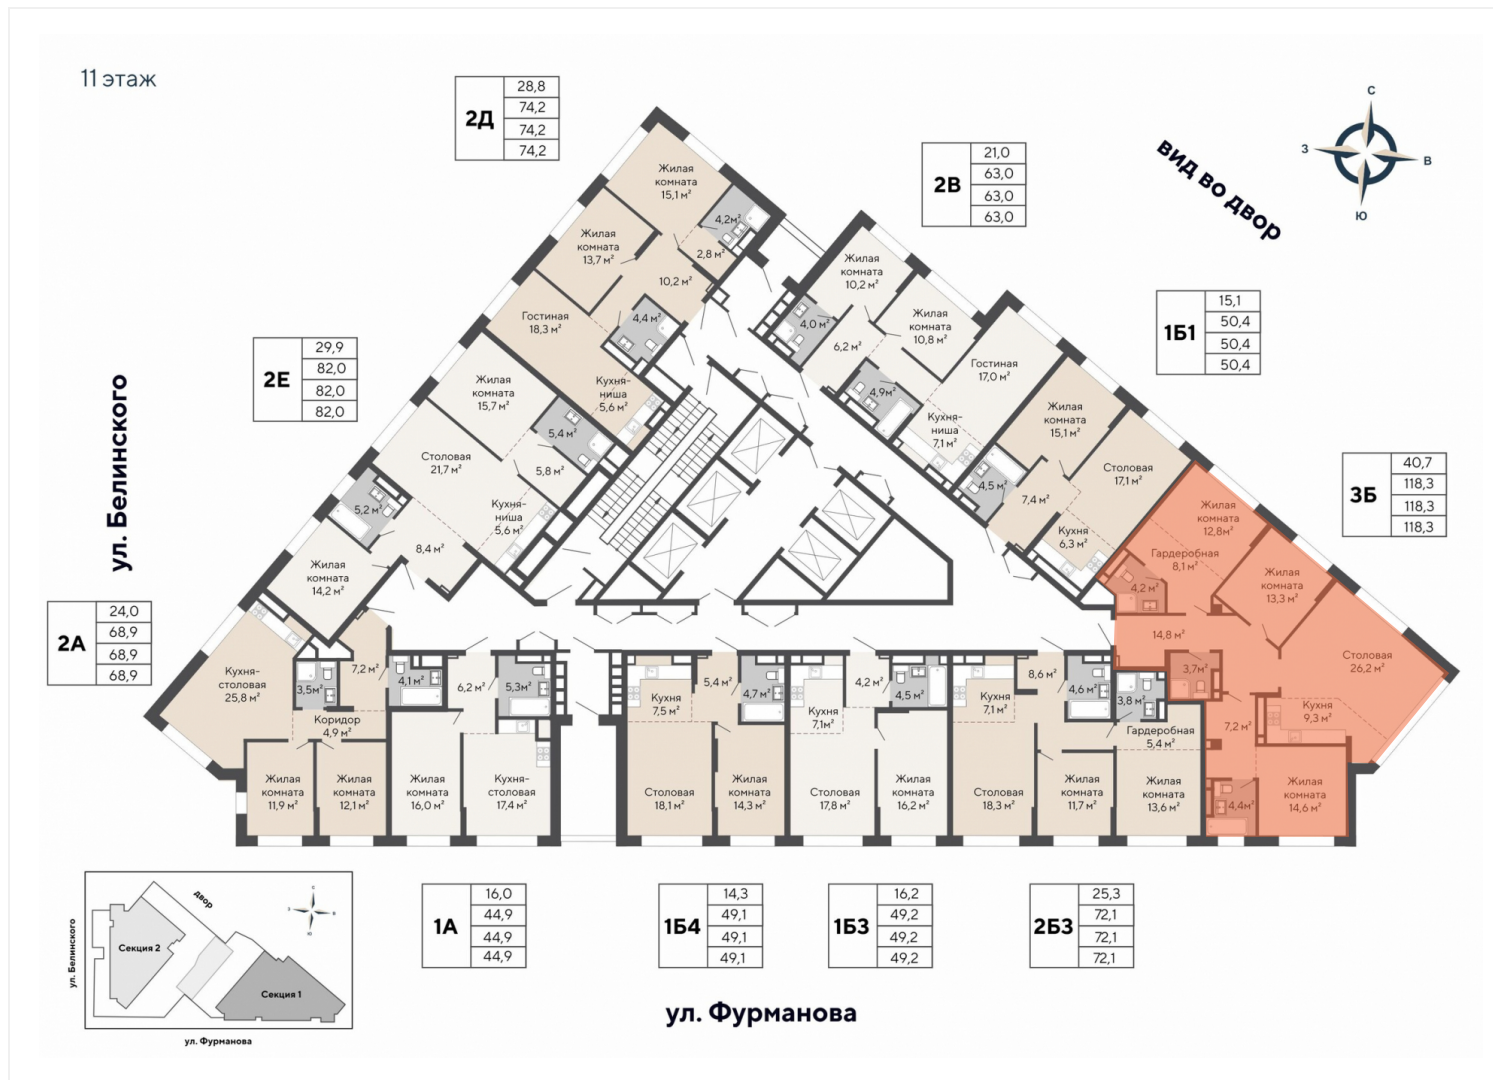 11 этаж
2Д
28,8
74,2
74,2
74,2
2В
21,0
63,0
63,0
63,0
вид во двор
С
З
В
Ю
1Б1
15,1
50,4
50,4
50,4
2Е
29,9
82,0
82,0
82,0
3Б
40,7
118,3
118,3
118,3
2А
24,0
68,9
68,9
68,9
ул. Белинского
Жилая
комната
15,1 м²
4,2м²
2,8 м²
Жилая
комната
13,7 м²
10,2 м²
Гостиная
18,3 м²
4,4 м²
Кухня-
ниша
5,6 м²
Жилая
комната
15,7 м²
5,4 м²
Столовая
21,7 м²
5,8 м²
Кухня-
ниша
5,6 м²
5,2 м²
8,4 м²
Жилая
комната
14,2 м²
Жилая
комната
10,2 м²
4,0 м²
6,2 м²
Жилая
комната
10,8 м²
Гостиная
17,0 м²
4,9м²
Кухня-
ниша
7,1 м²
Жилая
комната
15,1 м²
4,5 м²
7,4 м²
Столовая
17,1 м²
Кухня
6,3 м²
Жилая
комната
12,8м²
Гардеробная
8,1 м²
4,2 м²
Жилая
комната
13,3 м²
14,8 м²
Столовая
26,2 м²
3,7м²
Кухня
9,3 м²
7,2 м²
4,4м²
Жилая
комната
14,6 м²
Кухня-
столовая
25,8 м²
3,5м²
7,2 м²
Коридор
4,9 м²
Жилая
комната
11,9 м²
Жилая
комната
12,1 м²
4,1 м²
6,2 м²
5,3м²
Жилая
комната
16,0 м²
Кухня-
столовая
17,4 м²
Кухня
7,5 м²
5,4 м²
4,7 м²
Столовая
18,1 м²
Жилая
комната
14,3 м²
Кухня
7,1м²
4,2 м²
4,5 м²
Столовая
17,8 м²
Жилая
комната
16,2 м²
Кухня
7,1 м²
8,6 м²
4,6 м²
3,8 м²
Гардеробная
5,4 м²
Столовая
18,3 м²
Жилая
комната
11,7 м²
Жилая
комната
13,6 м²
1А
16,0
44,9
44,9
44,9
1Б4
14,3
49,1
49,1
49,1
1Б3
16,2
49,2
49,2
49,2
2Б3
25,3
72,1
72,1
72,1
ул. Фурманова
двор
С
З
В
Ю
Секция 2
Секция 1
ул. Белинского
ул. Фурманова